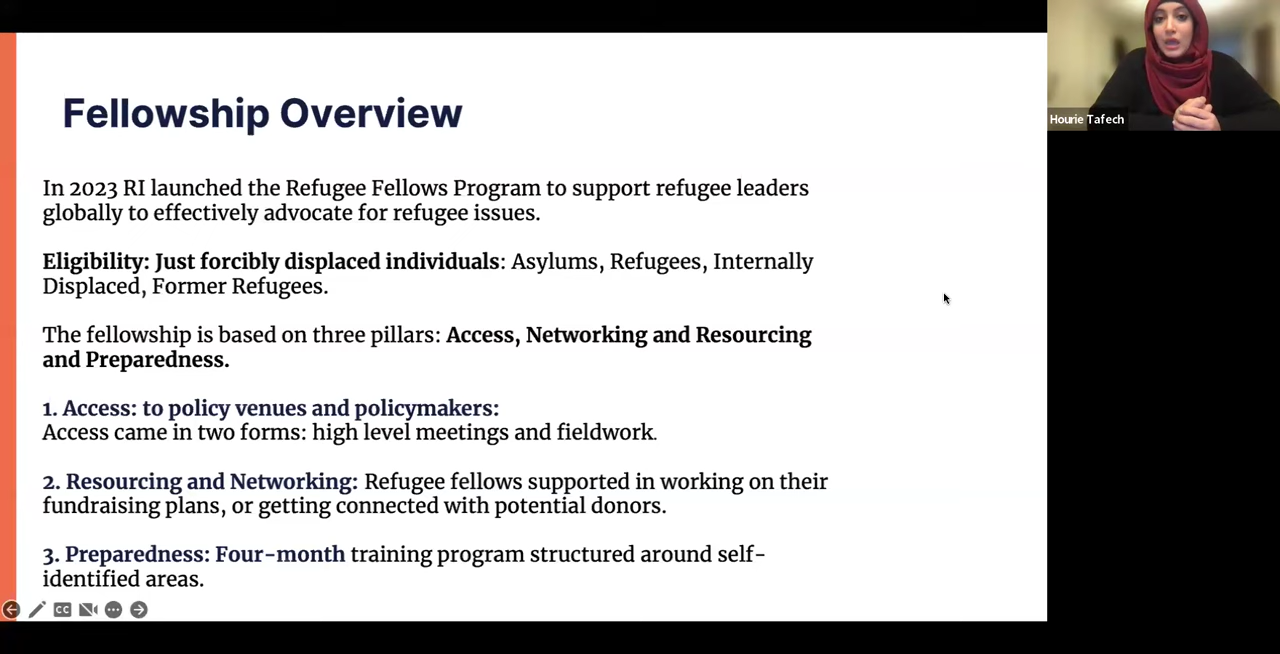 Fellowship Overview
In 2023 RI launched the Refugee Fellows Program to support refugee leaders
globally to effectively advocate for refugee issues.
Eligibility: Just forcibly displaced individuals: Asylums, Refugees, Internally
Displaced, Former Refugees.
The fellowship is based on three pillars: Access, Networking and Resourcing
and Preparedness.
1. Access: to policy venues and policymakers:
Access came in two forms: high level meetings and fieldwork.
2. Resourcing and Networking: Refugee fellows supported in working on their
fundraising plans, or getting connected with potential donors.
3. Preparedness: Four-month training program structured around self-
identified areas.
CC
Hourie Tafech